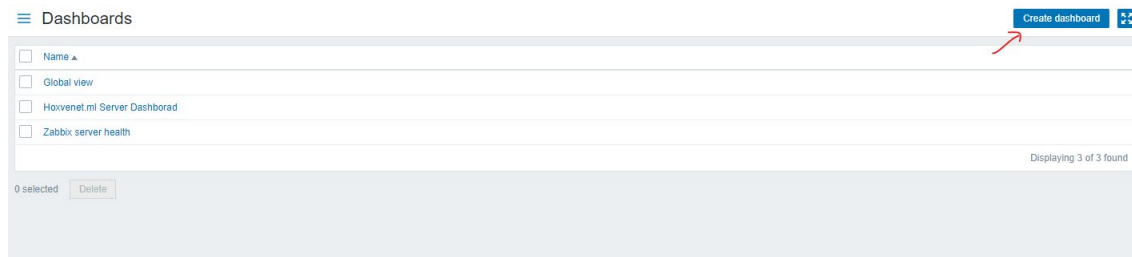 Dashboards
Create dashboard
Name
Global view
Hoxvenet.ml Server Dashborad
Zabbix server health
Displaying 3 of 3 found
0 selected Delete